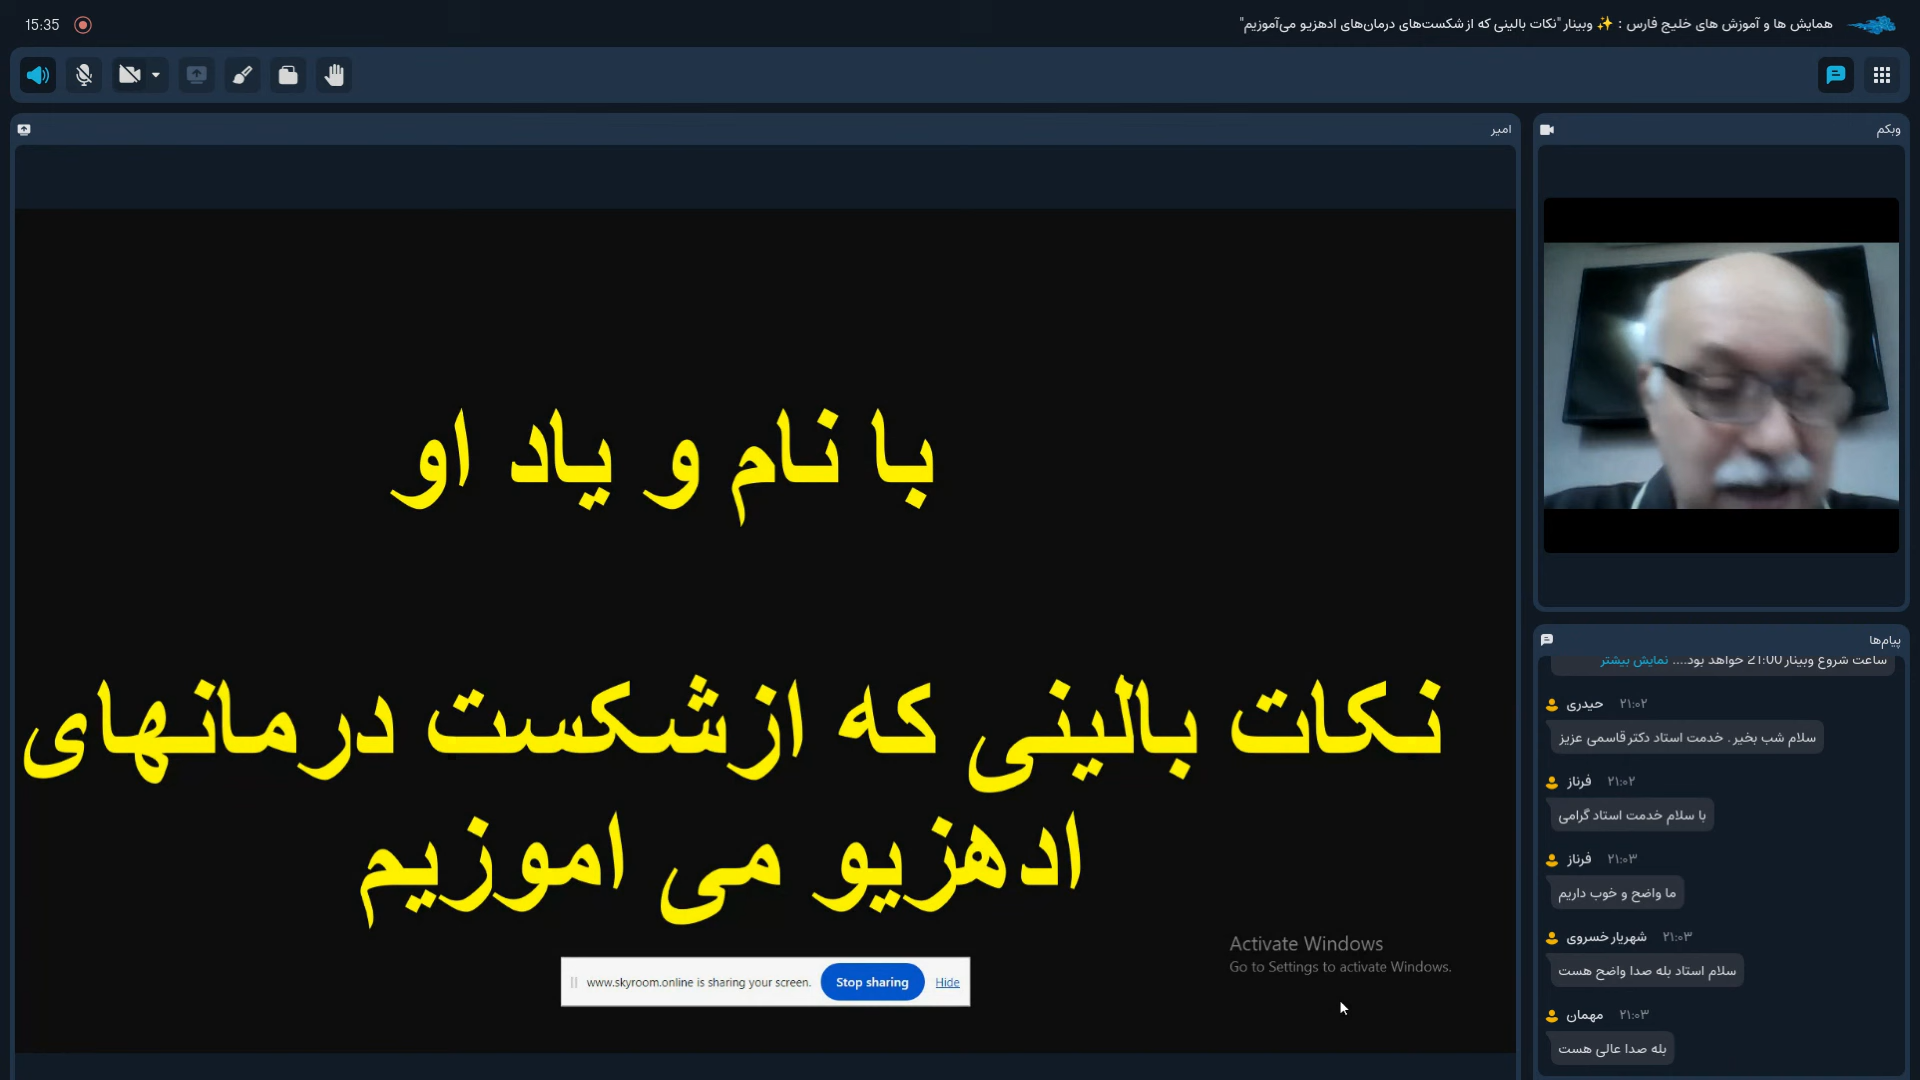 15:35
همایش ها و آموزش های خلیج فارس : ✨ وبینار "نکات بالینی که از شکست‌های درمان‌های ادهزیو می‌آموزیم"
امیر
با نام و یاد او
نکات بالینی که ازشکست درمانهای
ادهزیو می اموزیم
Activate Windows
Go to Settings to activate Windows.
www.skyroom.online is sharing your screen.
Stop sharing
Hide
وبکم
پیام‌ها
ساعت شروع وبینار 21:00 خواهد بود.... نمایش بیشتر
حیدری ۲۱:۰۲
سلام شب بخیر . خدمت استاد دکتر قاسمی عزیز
فرناز ۲۱:۰۲
با سلام خدمت استاد گرامی
فرناز ۲۱:۰۳
ما واضح و خوب داریم
شهریار خسروی ۲۱:۰۳
سلام استاد بله صدا واضح هست
مهمان ۲۱:۰۳
بله صدا عالی هست